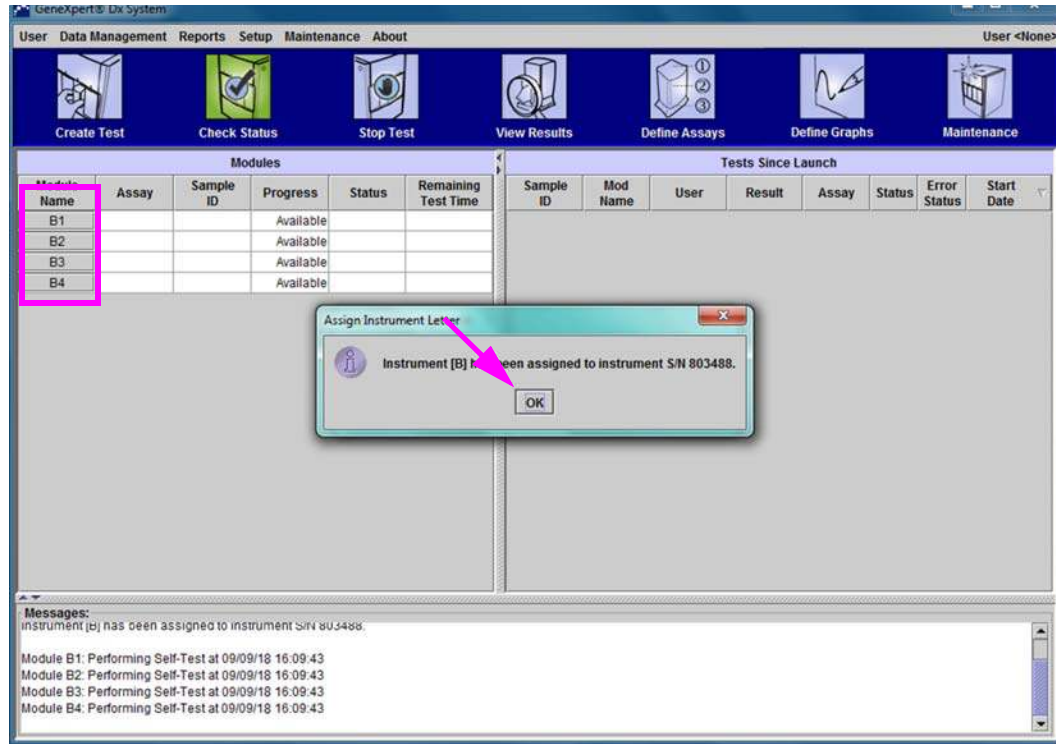 GeneXpert® Dx System
User Data Management Reports Setup Maintenance About User <None>
Create Test Check Status Stop Test View Results Define Assays Define Graphs Maintenance
Modules
Module Name Assay Sample ID Progress Status Remaining Test Time
B1 Available
B2 Available
B3 Available
B4 Available
Tests Since Launch
Sample ID Mod Name User Result Assay Status Error Status Start Date
Assign Instrument Letter
Instrument [B] has been assigned to instrument S/N 803488.
OK
Messages:
Instrument [B] has been assigned to instrument S/N 803488.
Module B1: Performing Self-Test at 09/09/18 16:09:43
Module B2: Performing Self-Test at 09/09/18 16:09:43
Module B3: Performing Self-Test at 09/09/18 16:09:43
Module B4: Performing Self-Test at 09/09/18 16:09:43